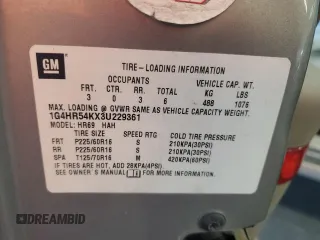 GM
TIRE-LOADING INFORMATION
OCCUPANTS VEHICLE CAP. WT.
FRT. CTR. RR. TOTAL KG LBS
3 0 3 6 488 1076
MAX. LOADING @ GVWR SAME AS VEHICLE CAPACITY WEIGHT.
1G4HR54KX3U229361
MODEL: HR69 HAH
TIRE SIZE SPEED RTG COLD TIRE PRESSURE
FRT P225/60R16 S 210KPA(30PSI)
RR P225/60R16 S 210KPA(30PSI)
SPA T125/70R16 M 420KPA(60PSI)
IF TIRES ARE HOT, ADD 28KPA(4PSI).
SEE OWNER'S MANUAL
© DREAMBID